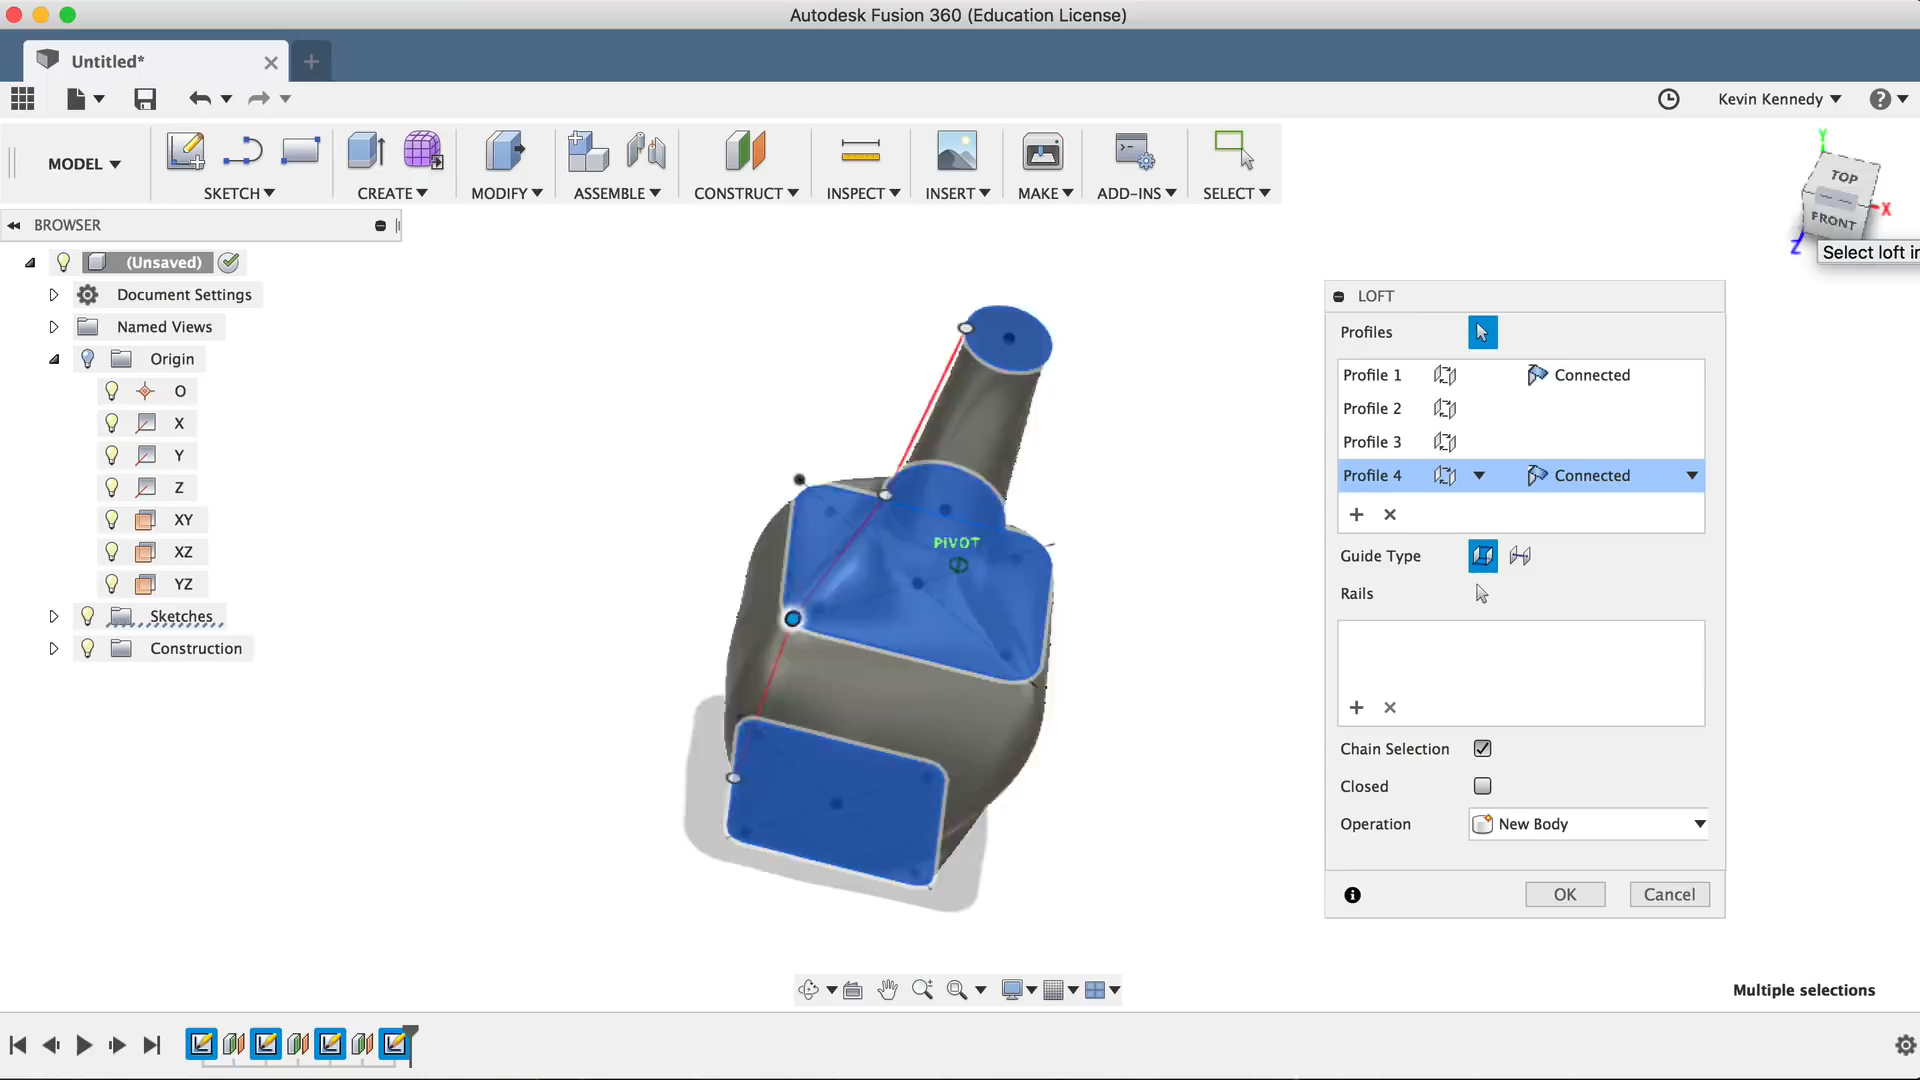 Autodesk Fusion 360 (Education License)
Untitled*
Kevin Kennedy
MODEL
SKETCH
CREATE
MODIFY
ASSEMBLE
CONSTRUCT
INSPECT
INSERT
MAKE
ADD-INS
SELECT
Y
TOP
FRONT
X
Z
Select loft in
BROWSER
(Unsaved)
Document Settings
Named Views
Origin
O
X
Y
Z
XY
XZ
YZ
Sketches
Construction
PIVOT
LOFT
Profiles
Profile 1 Connected
Profile 2
Profile 3
Profile 4 Connected
Guide Type
Rails
Chain Selection
Closed
Operation New Body
OK Cancel
Multiple selections